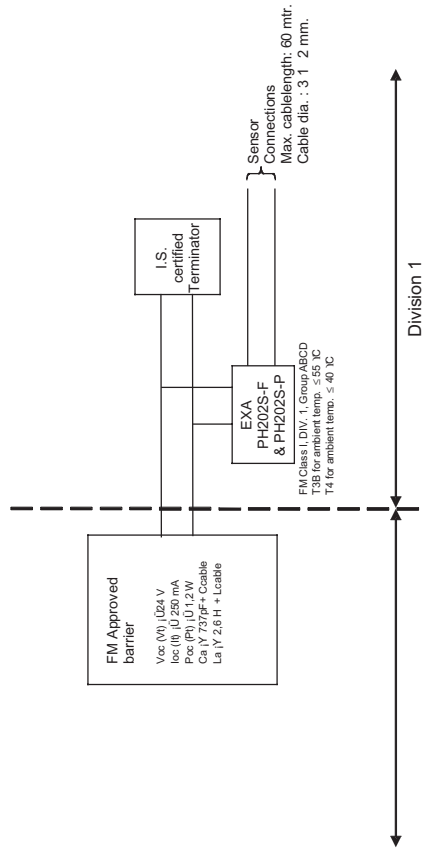 FM Approved
barrier
Voc (Vt) ¡Ü24 V
Ioc (It) ¡Ü 250 mA
Poc (Pt) ¡Ü 1,2 W
Ca ¡Ý 737pF+ Ccable
La ¡Ý 2,6 H + Lcable
I.S.
certified
Terminator
EXA
PH202S-F
& PH202S-P
FM Class I, DIV. 1, Group ABCD
T3B for ambient temp. ≤ 55 ¡C
T4 for ambient temp. ≤ 40 ¡C
Sensor
Connections
Max. cablelength: 60 mtr.
Cable dia. : 3 1 2 mm.
Division 1